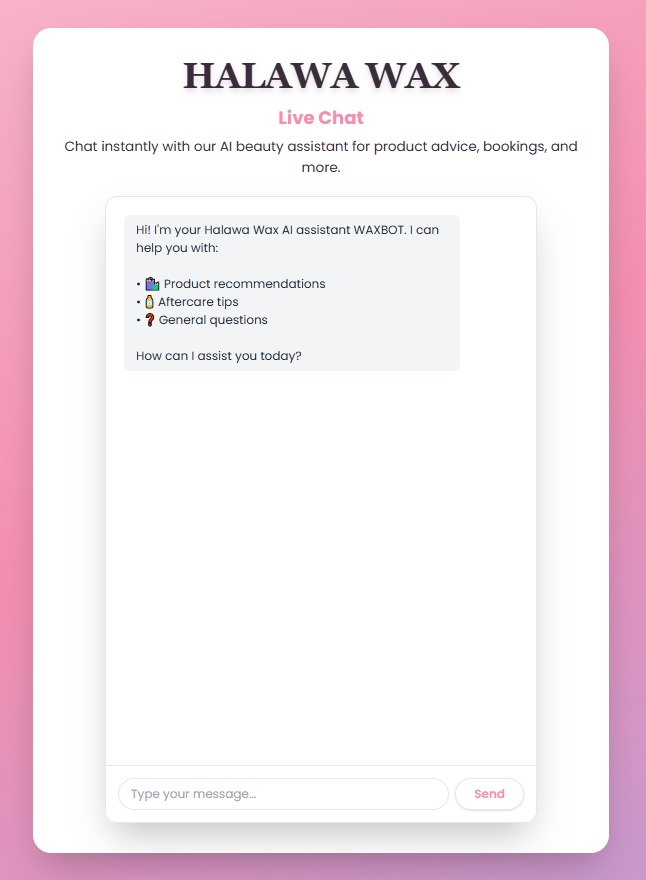 HALAWA WAX
Live Chat
Chat instantly with our AI beauty assistant for product advice, bookings, and
more.
Hi! I'm your Halawa Wax AI assistant WAXBOT. I can
help you with:
• 🛍️ Product recommendations
• 🧴 Aftercare tips
• ❓ General questions
How can I assist you today?
Type your message...
Send